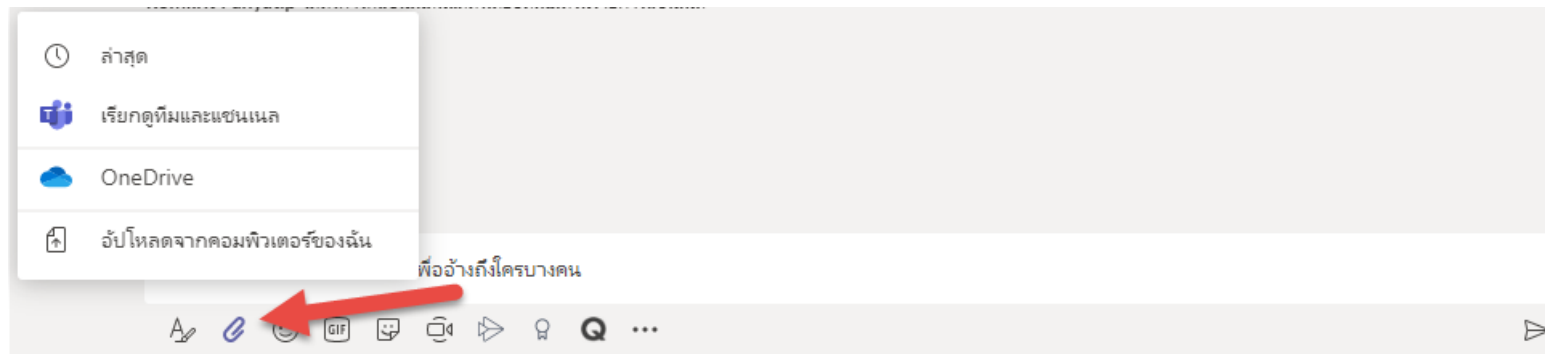 ล่าสุด
เรียกดูทีมและแชนเนล
OneDrive
อัปโหลดจากคอมพิวเตอร์ของฉัน
พื่ออ้างถึงใครบางคน
GIF
Q